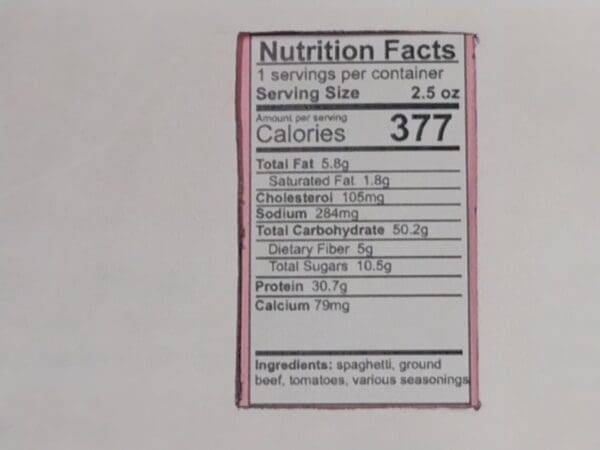 Nutrition Facts
1 servings per container
Serving Size 2.5 oz
Amount per serving
Calories 377
Total Fat 5.8g
Saturated Fat 1.8g
Cholesterol 105mg
Sodium 284mg
Total Carbohydrate 50.2g
Dietary Fiber 5g
Total Sugars 10.5g
Protein 30.7g
Calcium 79mg
Ingredients: spaghetti, ground
beef, tomatoes, various seasonings